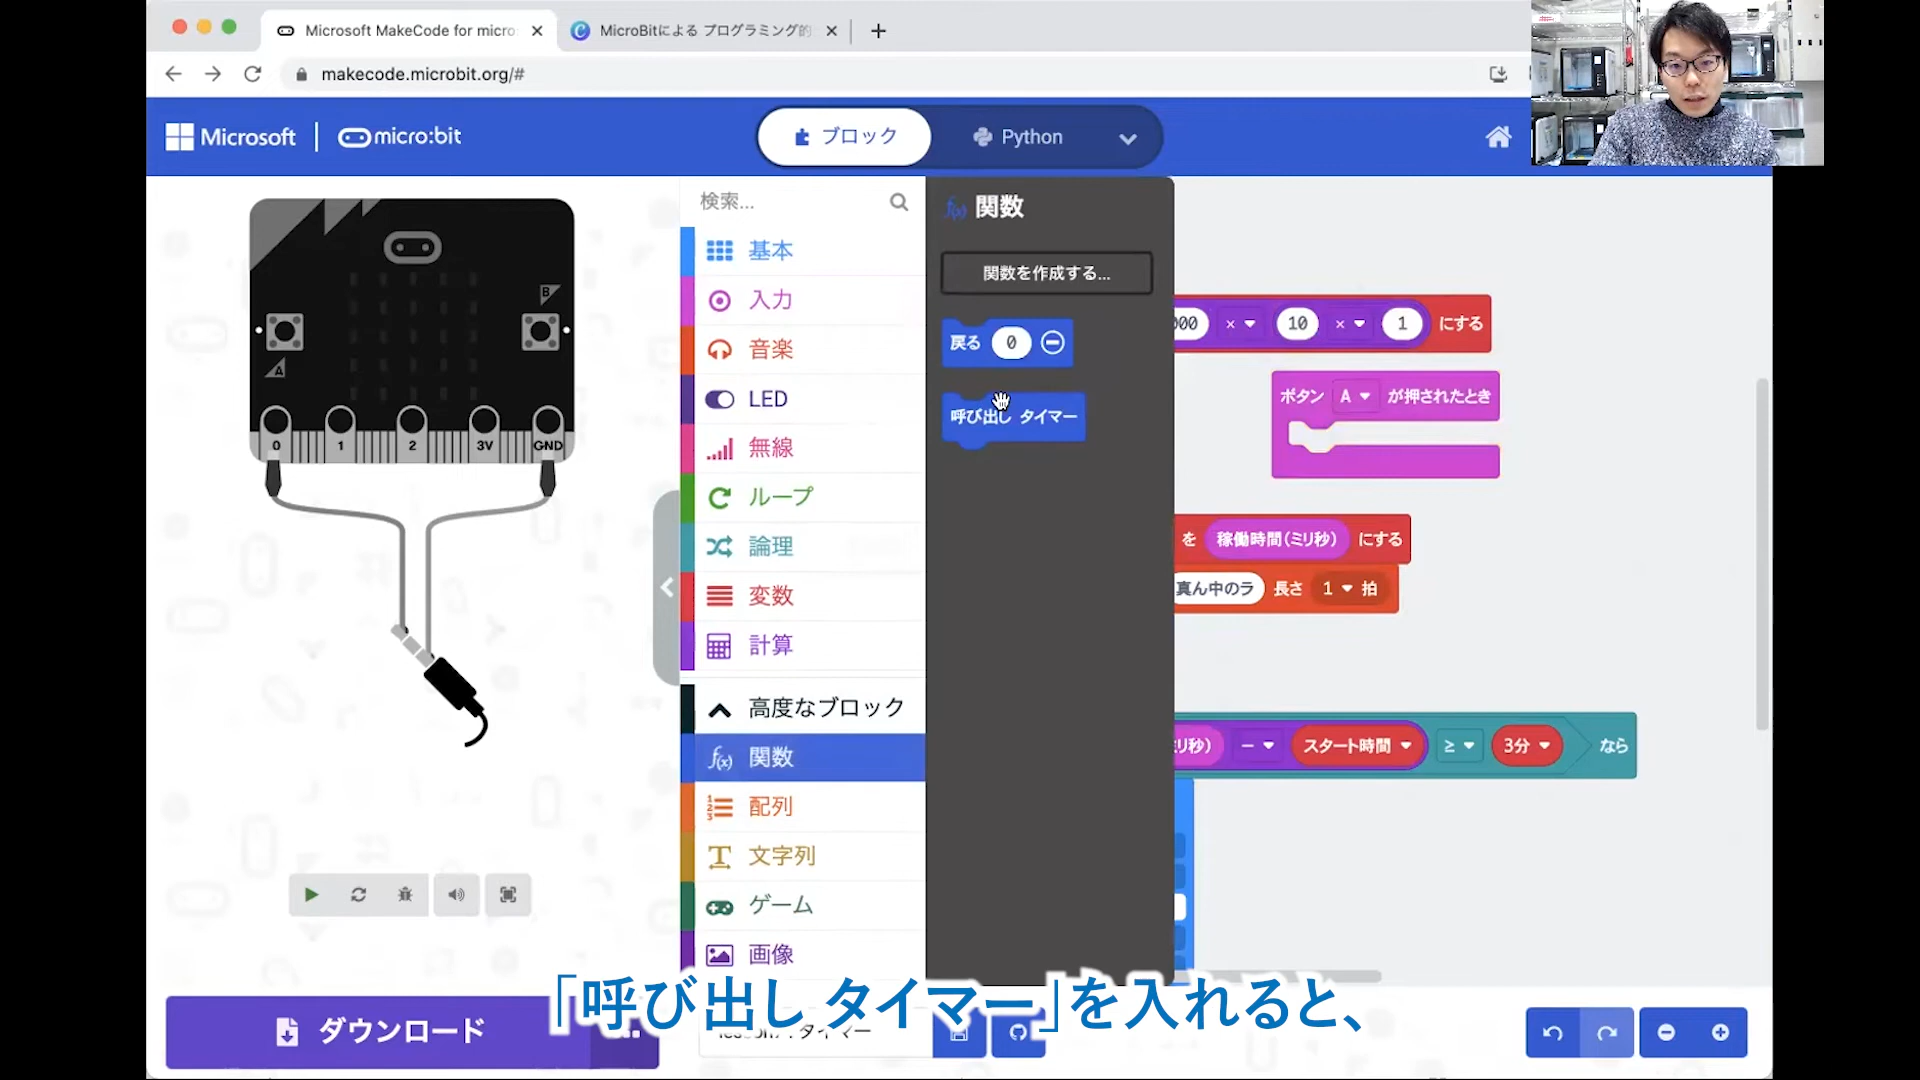 Microsoft MakeCode for micro
MicroBitによる プログラミング的
makecode.microbit.org/#
Microsoft
micro:bit
ブロック
Python
検索...
基本
入力
音楽
LED
無線
ループ
論理
変数
計算
高度なブロック
関数
配列
文字列
ゲーム
画像
関数
関数を作成する...
戻る 0
呼び出し タイマー
000 × 10 × 1 にする
ボタン A が押されたとき
を 稼働時間(ミリ秒) にする
真ん中のラ 長さ 1 拍
ミリ秒) − スタート時間 ≥ 3分 なら
A
B
0 1 2 3V GND
ダウンロード
タイマー
「呼び出し タイマー」を入れると、